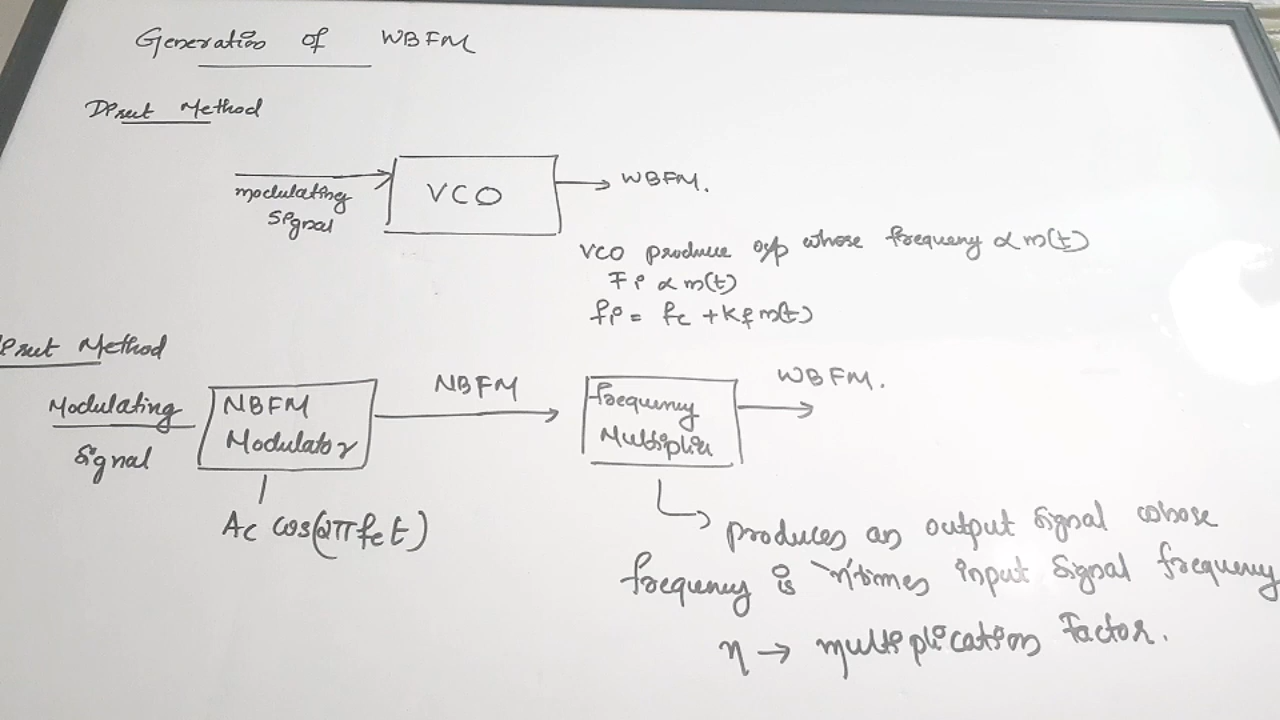 Generation of WBFM
Direct Method
modulating
signal
VCO
WBFM.
VCO produce o/p whose frequency ∝ m(t)
Fi ∝ m(t)
fi = fc + kf m(t)
Method
Modulating
Signal
NBFM
Modulator
NBFM
frequency
Multiplier
WBFM.
Ac cos(2πfct)
produces an output signal whose
frequency is 'n' times input signal frequency
n → multiplication Factor.